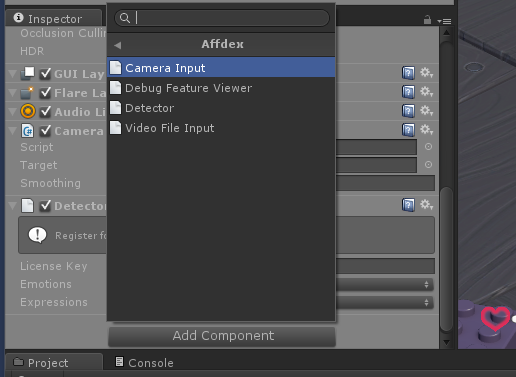 Inspector
Affdex
Camera Input
Debug Feature Viewer
Detector
Video File Input
Occlusion Cullin
HDR
GUI Lay
Flare La
Audio Li
Camera
Script
Target
Smoothing
Detector
Register fo
License Key
Emotions
Expressions
Add Component
Project
Console